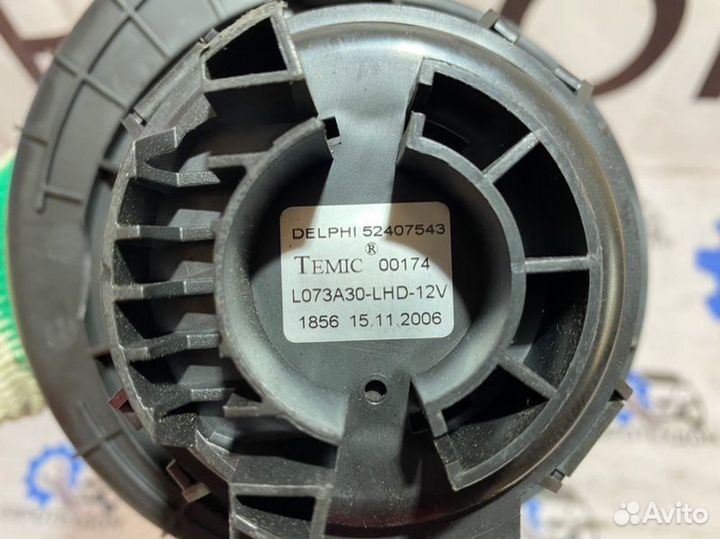 DELPHI 52407543
TEMIC® 00174
L073A30-LHD-12V
1856 15.11.2006
Avito